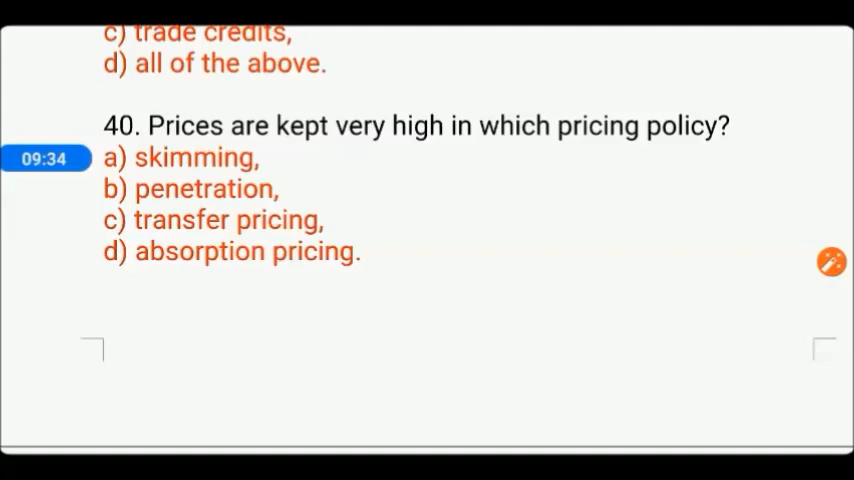 c) trade credits,
d) all of the above.
40. Prices are kept very high in which pricing policy?
09:34
a) skimming,
b) penetration,
c) transfer pricing,
d) absorption pricing.